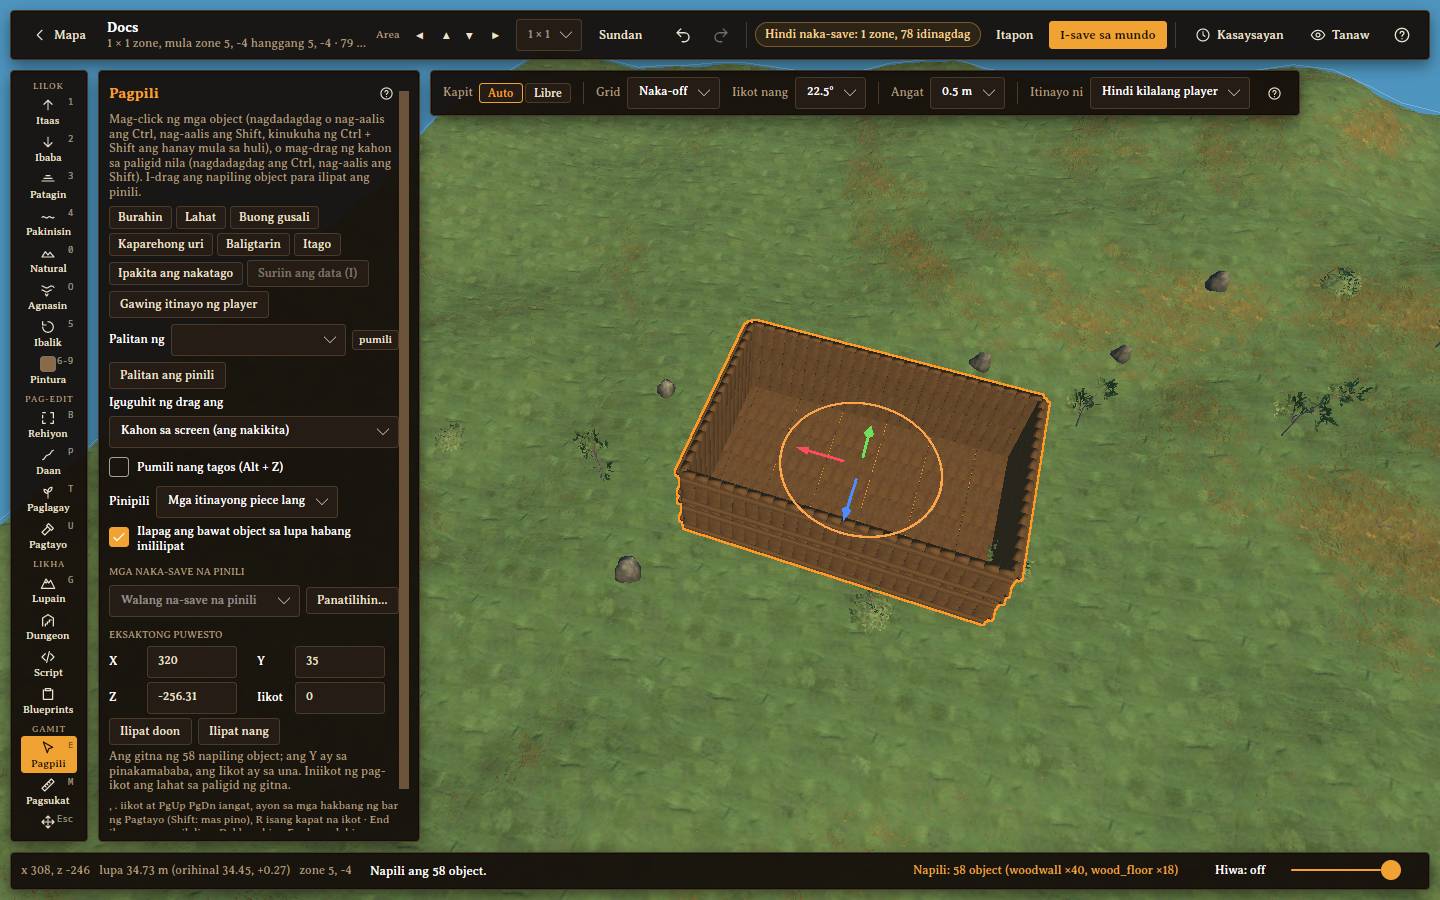 Mapa
Docs
1 × 1 zone, mula zone 5, -4 hanggang 5, -4 · 79 ...
Area
1 × 1
Sundan
Hindi naka-save: 1 zone, 78 idinagdag
Itapon
I-save sa mundo
Kasaysayan
Tanaw
LILOK
1
Itaas
2
Ibaba
3
Patagin
4
Pakinisin
0
Natural
O
Agnasin
5
Ibalik
6-9
Pintura
PAG-EDIT
B
Rehiyon
P
Daan
T
Paglagay
U
Pagtayo
LIKHA
G
Lupain
Dungeon
Script
Blueprints
GAMIT
E
Pagpili
M
Pagsukat
Esc
Pagpili
Mag-click ng mga object (nagdadagdag o nag-aalis
ang Ctrl, nag-aalis ang Shift, kinukuha ng Ctrl +
Shift ang hanay mula sa huli), o mag-drag ng kahon
sa paligid nila (nagdadagdag ang Ctrl, nag-aalis ang
Shift). I-drag ang napiling object para ilipat ang
pinili.
Burahin
Lahat
Buong gusali
Kaparehong uri
Baligtarin
Itago
Ipakita ang nakatago
Suriin ang data (I)
Gawing itinayo ng player
Palitan ng
pumili
Palitan ang pinili
Iguguhit ng drag ang
Kahon sa screen (ang nakikita)
Pumili nang tagos (Alt + Z)
Pinipili
Mga itinayong piece lang
Ilapag ang bawat object sa lupa habang
inililipat
MGA NAKA-SAVE NA PINILI
Walang na-save na pinili
Panatilihin...
EKSAKTONG PUWESTO
X
320
Y
35
Z
-256.31
Iikot
0
Ilipat doon
Ilipat nang
Ang gitna ng 58 napiling object; ang Y ay sa
pinakamababa, ang Iikot ay sa una. Iniikot ng pag-
ikot ang lahat sa paligid ng gitna.
, . iikot at PgUp PgDn iangat, ayon sa mga hakbang ng bar
ng Pagtayo (Shift: mas pino), R isang kapat na ikot · End
Kapit
Auto
Libre
Grid
Naka-off
Iikot nang
22.5°
Angat
0.5 m
Itinayo ni
Hindi kilalang player
x 308, z -246
lupa 34.73 m (orihinal 34.45, +0.27)
zone 5, -4
Napili ang 58 object.
Napili: 58 object (woodwall ×40, wood_floor ×18)
Hiwa: off